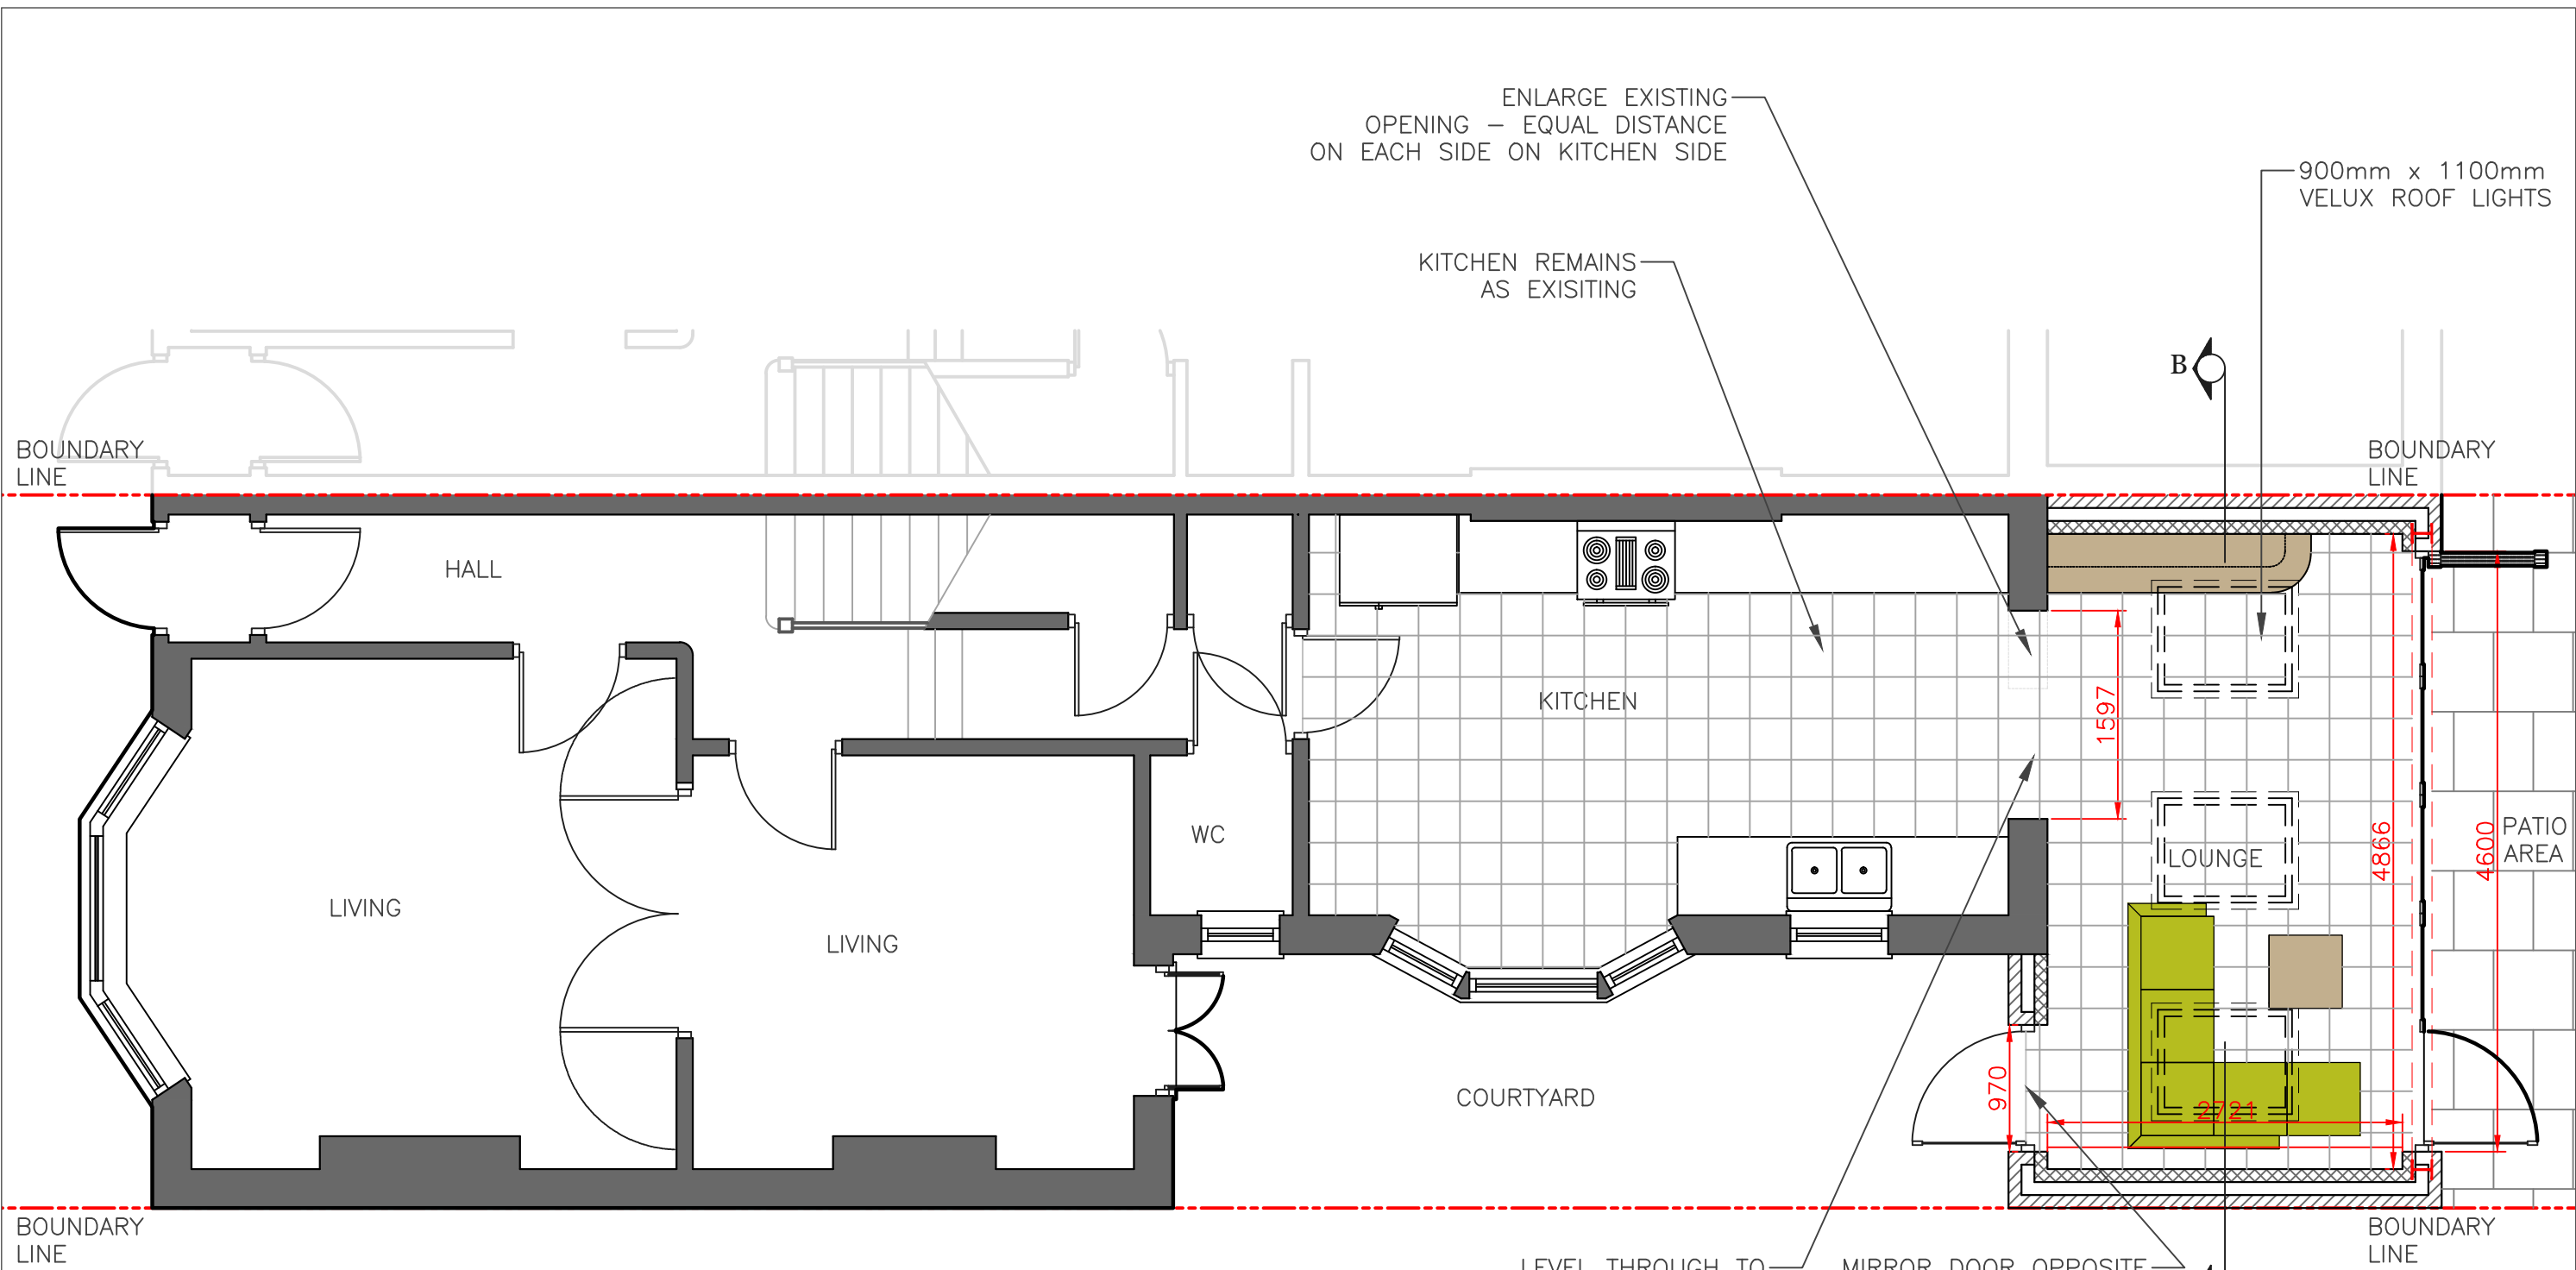 ENLARGE EXISTING
OPENING – EQUAL DISTANCE
ON EACH SIDE ON KITCHEN SIDE
900mm x 1100mm
VELUX ROOF LIGHTS
KITCHEN REMAINS
AS EXISITING
B
BOUNDARY
LINE
BOUNDARY
LINE
HALL
KITCHEN
1597
WC
LOUNGE
4866
4600
PATIO
AREA
LIVING
LIVING
COURTYARD
970
2721
BOUNDARY
LINE
BOUNDARY
LINE
LEVEL THROUGH TO
MIRROR DOOR OPPOSITE